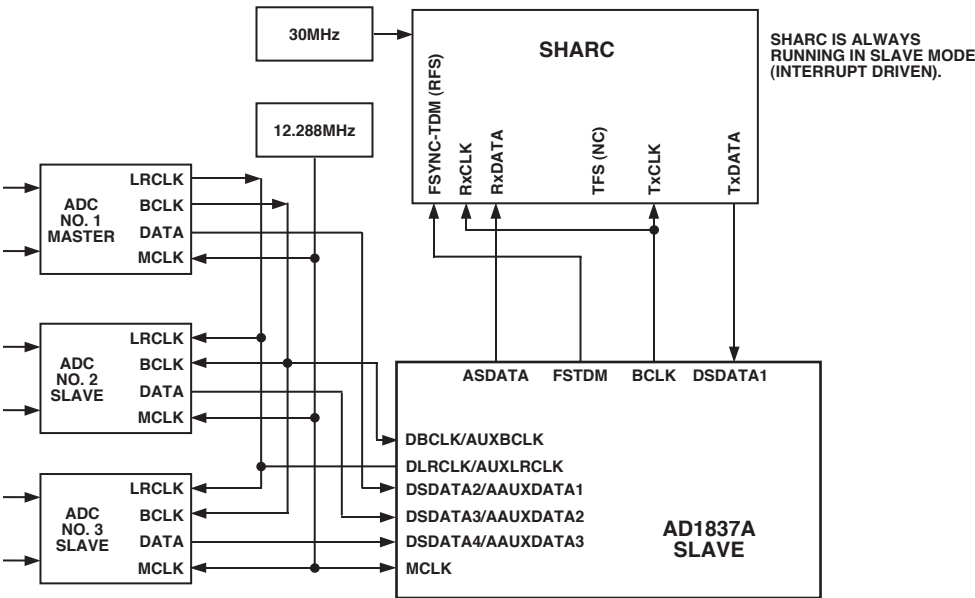 30MHz
SHARC
SHARC IS ALWAYS
RUNNING IN SLAVE MODE
(INTERRUPT DRIVEN).
FSYNC-TDM (RFS)
RxCLK
RxDATA
TFS (NC)
TxCLK
TxDATA
12.288MHz
ADC
NO. 1
MASTER
LRCLK
BCLK
DATA
MCLK
ADC
NO. 2
SLAVE
LRCLK
BCLK
DATA
MCLK
ADC
NO. 3
SLAVE
LRCLK
BCLK
DATA
MCLK
ASDATA FSTDM BCLK DSDATA1
DBCLK/AUXBCLK
DLRCLK/AUXLRCLK
DSDATA2/AAUXDATA1
DSDATA3/AAUXDATA2
DSDATA4/AAUXDATA3
MCLK
AD1837A
SLAVE